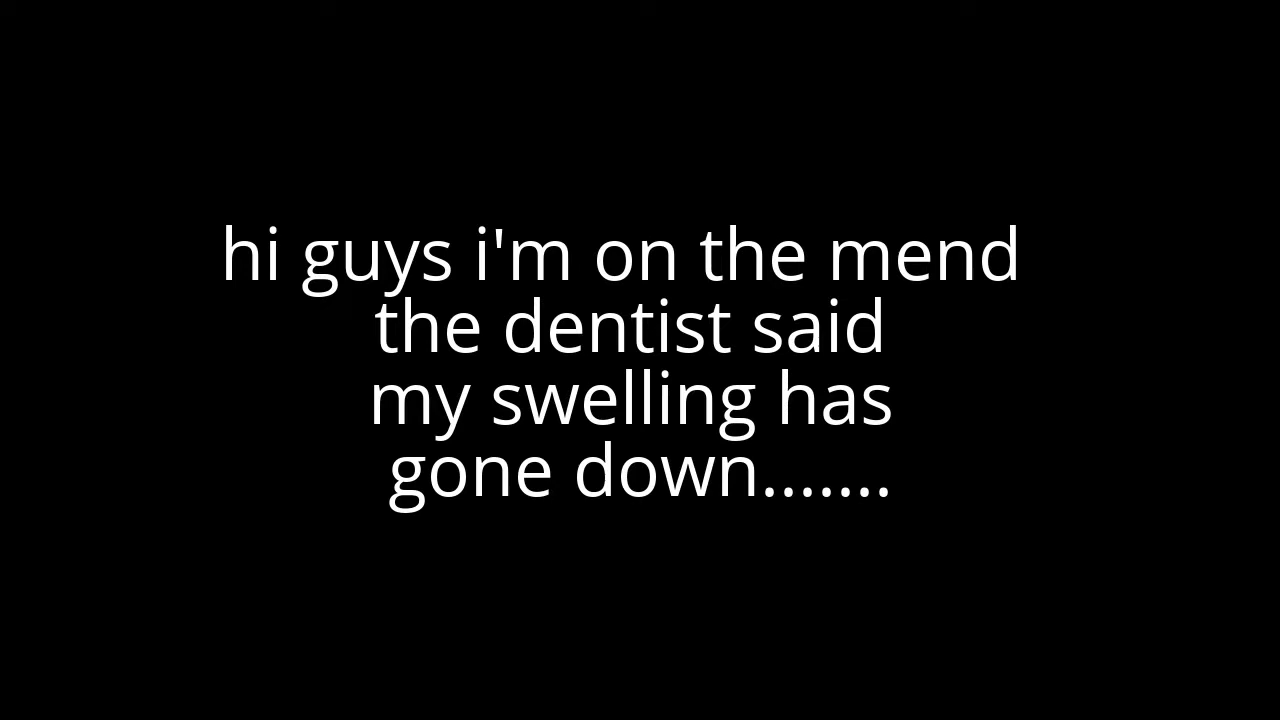 hi guys i'm on the mend
the dentist said
my swelling has
gone down.......